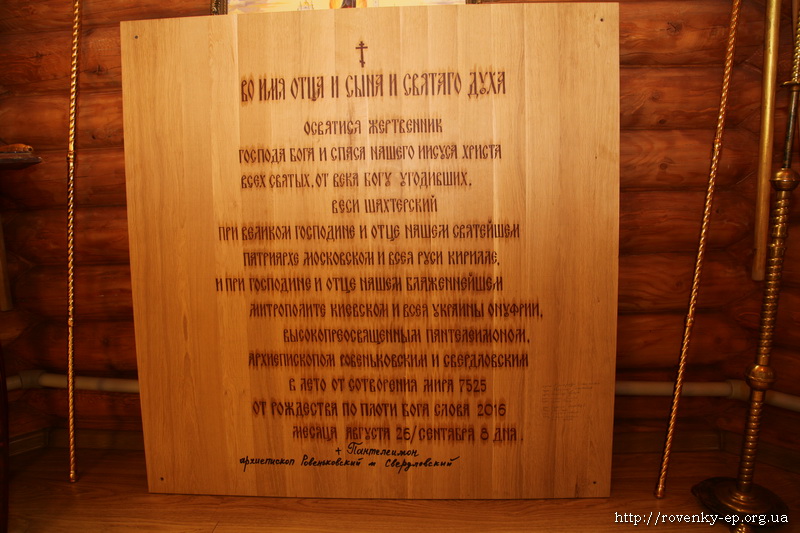 ВО ИМЯ ОТЦА И СЫНА И СВЯТАГО ДУХА
ОСВЯТИСЯ ЖЕРТВЕННИК
ГОСПОДА БОГА И СПАСА НАШЕГО ИИСУСА ХРИСТА
ВСЕХ СВЯТЫХ, ОТ ВЕКА БОГУ УГОДИВШИХ,
ВЕСИ ШАХТЕРСКИЙ
ПРИ ВЕЛИКОМ ГОСПОДИНЕ И ОТЦЕ НАШЕМ СВЯТЕЙШЕМ
ПАТРИАРХЕ МОСКОВСКОМ И ВСЕЯ РУСИ КИРИЛЛЕ,
И ПРИ ГОСПОДИНЕ И ОТЦЕ НАШЕМ БЛАЖЕННЕЙШЕМ
МИТРОПОЛИТЕ КИЕВСКОМ И ВСЕЯ УКРАИНЫ ОНУФРИИ,
ВЫСОКОПРЕОСВЯЩЕННЫМ ПАНТЕЛЕИМОНОМ,
АРХИЕПИСКОПОМ РОВЕНЬКОВСКИМ И СВЕРДЛОВСКИМ
В ЛЕТО ОТ СОТВОРЕНИЯ МИРА 7525
ОТ РОЖДЕСТВА ПО ПЛОТИ БОГА СЛОВА 2016
МЕСЯЦА АВГУСТА 26/СЕНТЯБРЯ 8 ДНЯ.
+ Пантелеимон
архиепископ Ровеньковский и Свердловский
http://rovenky-ep.org.ua